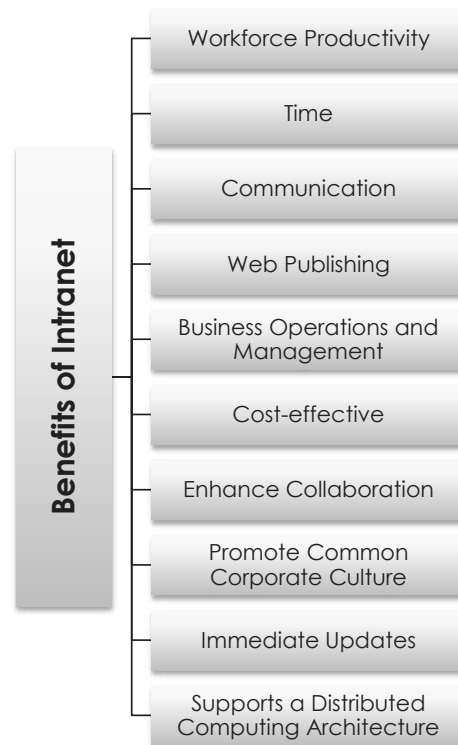 Benefits of Intranet
Workforce Productivity
Time
Communication
Web Publishing
Business Operations and
Management
Cost-effective
Enhance Collaboration
Promote Common
Corporate Culture
Immediate Updates
Supports a Distributed
Computing Architecture